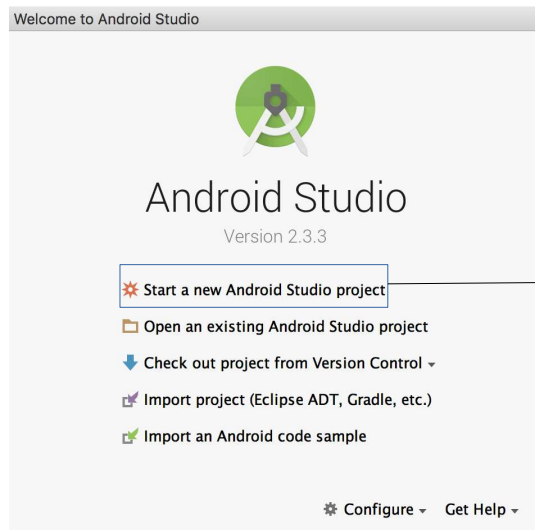 Welcome to Android Studio
Android Studio
Version 2.3.3
Start a new Android Studio project
Open an existing Android Studio project
Check out project from Version Control
Import project (Eclipse ADT, Gradle, etc.)
Import an Android code sample
Configure Get Help